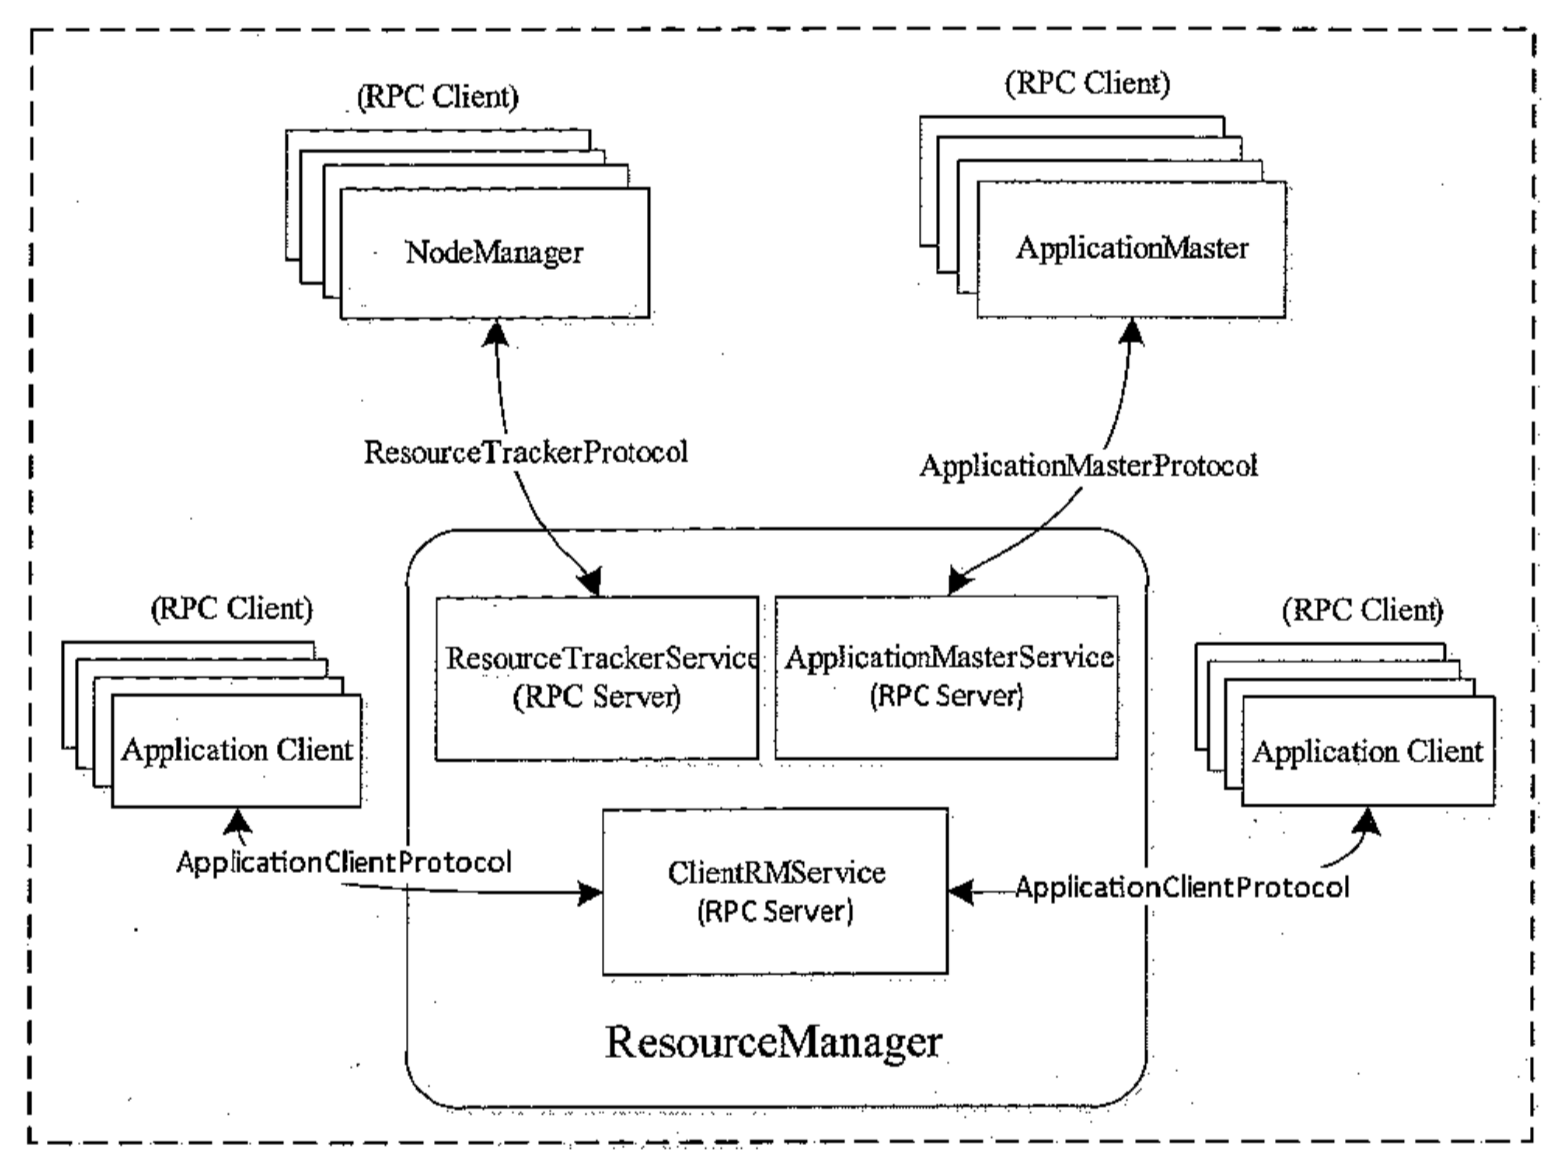 (RPC Client)
(RPC Client)
NodeManager
ApplicationMaster
ResourceTrackerProtocol
ApplicationMasterProtocol
(RPC Client)
(RPC Client)
ResourceTrackerService
(RPC Server)
ApplicationMasterService
(RPC Server)
Application Client
Application Client
ApplicationClientProtocol
ClientRMService
(RPC Server)
ApplicationClientProtocol
ResourceManager